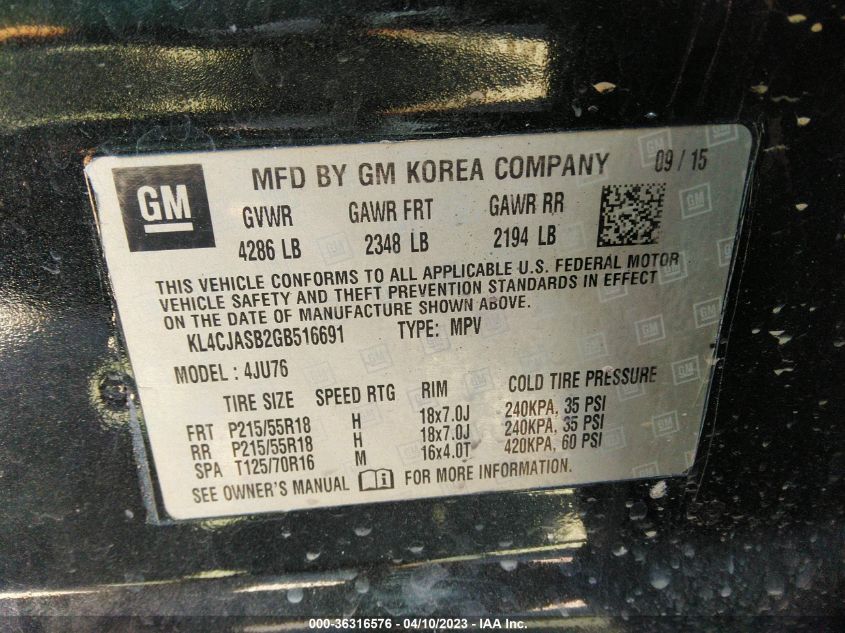 GM
MFD BY GM KOREA COMPANY 09 / 15
GVWR GAWR FRT GAWR RR
4286 LB 2348 LB 2194 LB
THIS VEHICLE CONFORMS TO ALL APPLICABLE U.S. FEDERAL MOTOR
VEHICLE SAFETY AND THEFT PREVENTION STANDARDS IN EFFECT
ON THE DATE OF MANUFACTURE SHOWN ABOVE.
KL4CJASB2GB516691 TYPE: MPV
MODEL : 4JU76
TIRE SIZE SPEED RTG RIM COLD TIRE PRESSURE
FRT P215/55R18 H 18x7.0J 240KPA, 35 PSI
RR P215/55R18 H 18x7.0J 240KPA, 35 PSI
SPA T125/70R16 M 16x4.0T 420KPA, 60 PSI
SEE OWNER'S MANUAL i FOR MORE INFORMATION.
000-36316576 - 04/10/2023 - IAA Inc.